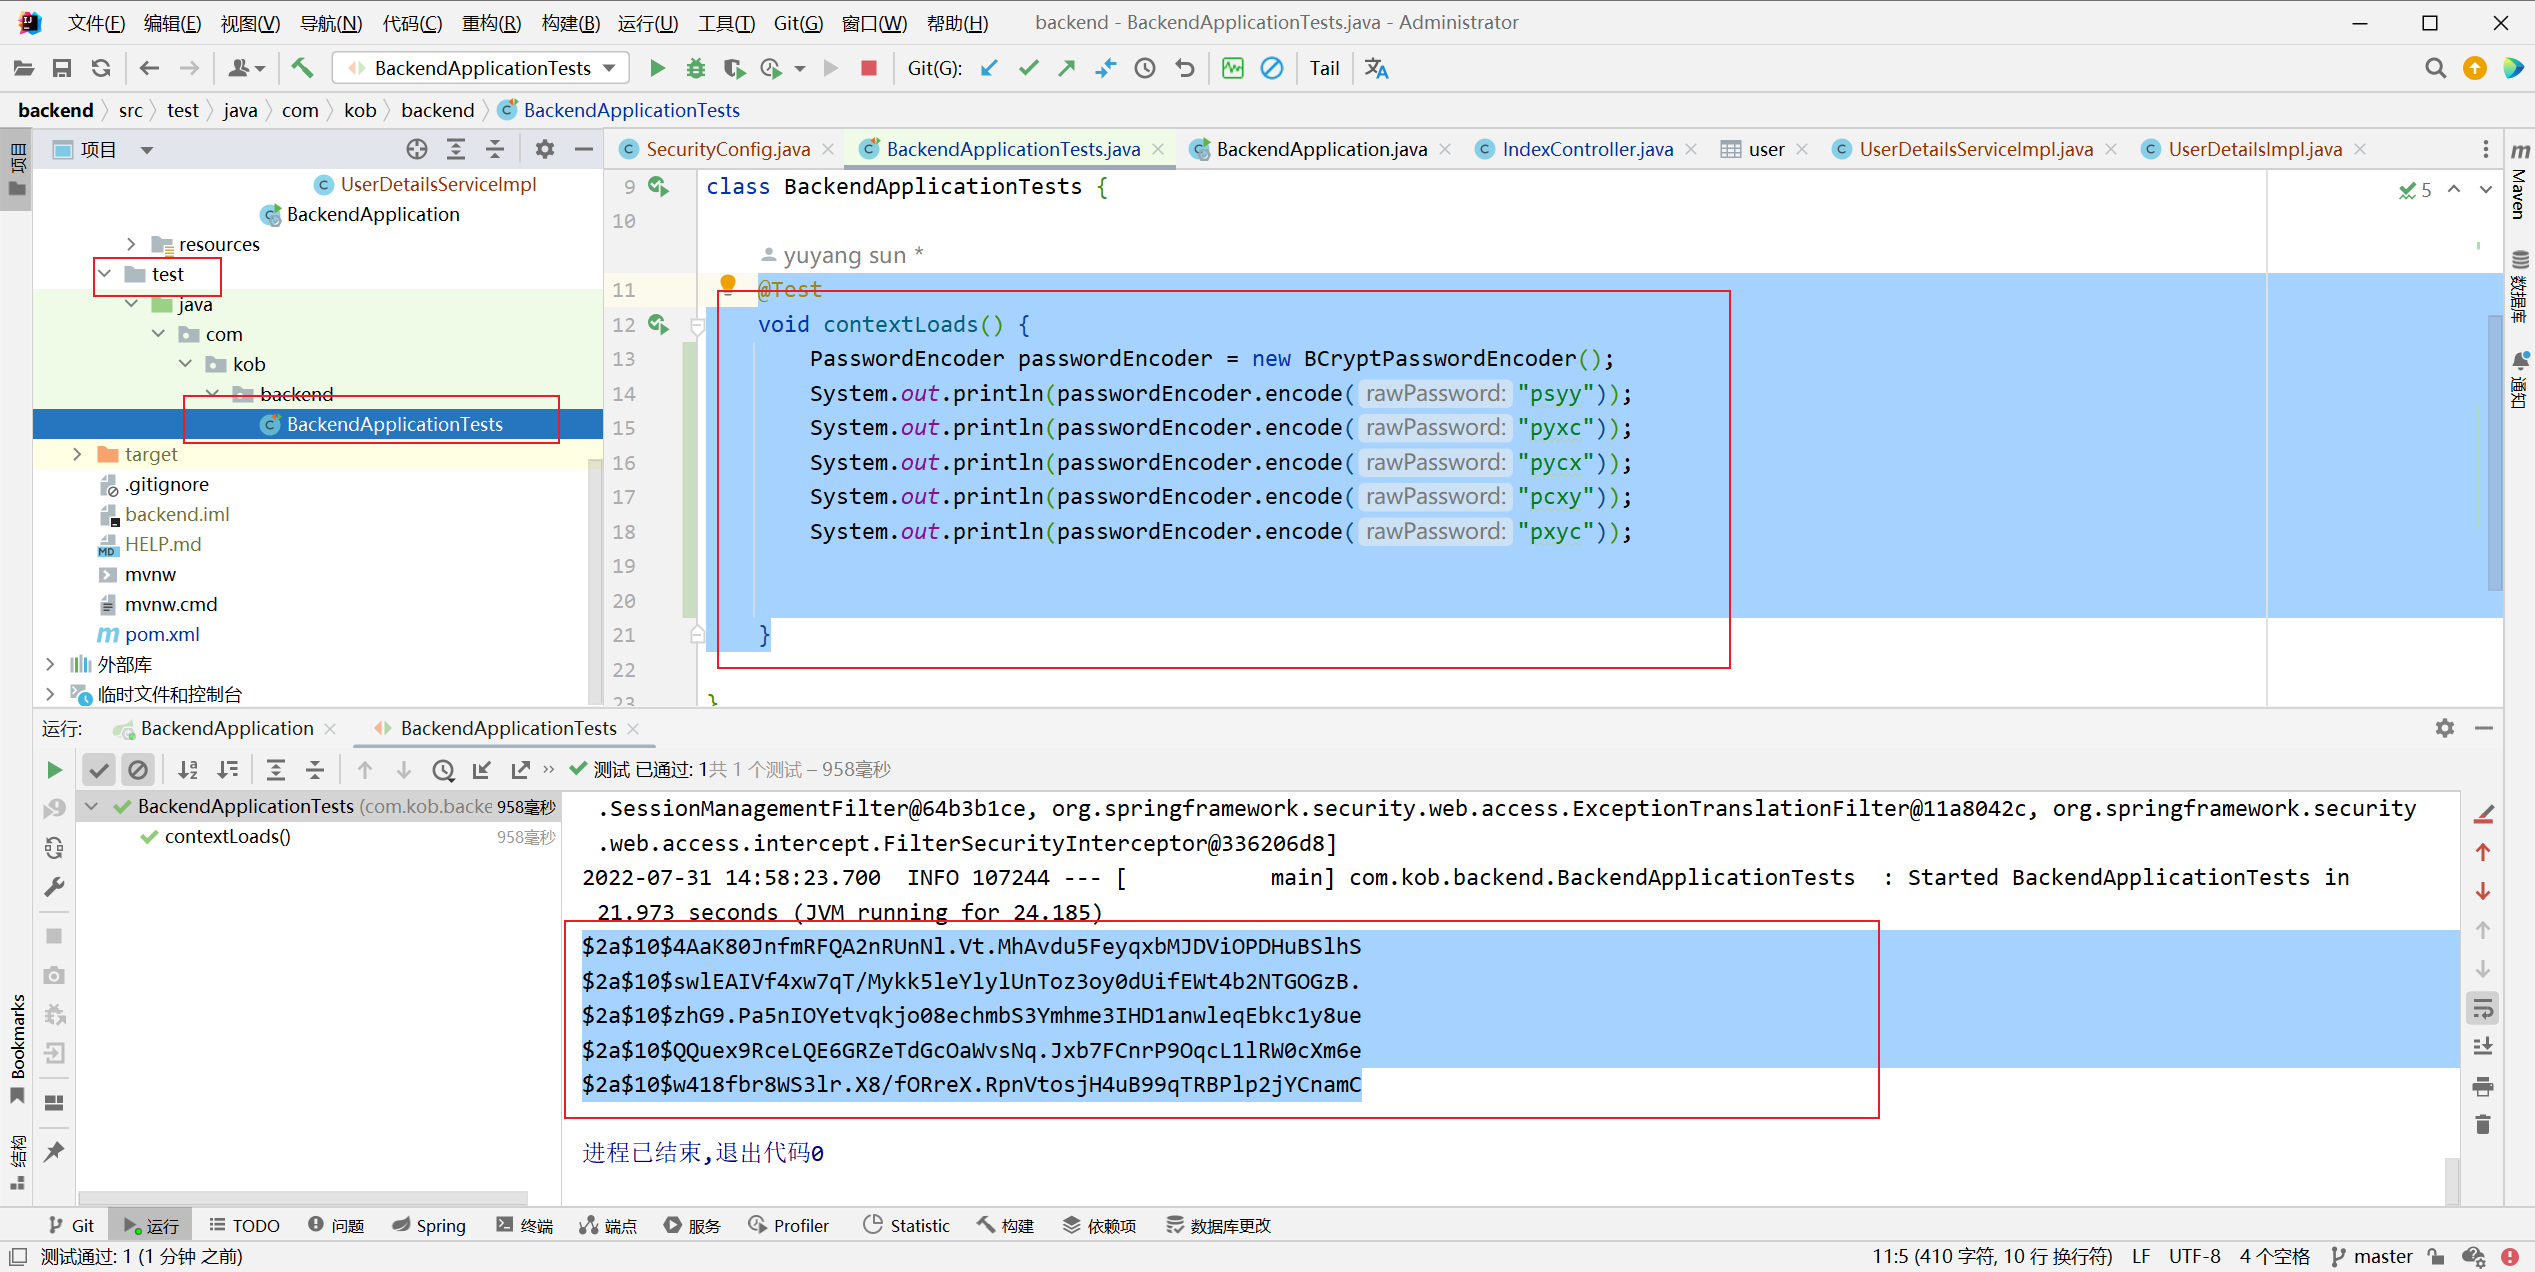 文件(F) 编辑(E) 视图(V) 导航(N) 代码(C) 重构(R) 构建(B) 运行(U) 工具(T) Git(G) 窗口(W) 帮助(H) backend - BackendApplicationTests.java - Administrator
BackendApplicationTests Git(G): Tail
backend src test java com kob backend BackendApplicationTests
项目
项目
SecurityConfig.java BackendApplicationTests.java BackendApplication.java IndexController.java user UserDetailsServiceImpl.java UserDetailsImpl.java
Maven
数据库
通知
UserDetailsServiceImpl
BackendApplication
resources
test
java
com
kob
backend
BackendApplicationTests
target
.gitignore
backend.iml
HELP.md
mvnw
mvnw.cmd
pom.xml
外部库
临时文件和控制台
9 class BackendApplicationTests {
5
10
yuyang sun *
11 @Test
12 void contextLoads() {
13 PasswordEncoder passwordEncoder = new BCryptPasswordEncoder();
14 System.out.println(passwordEncoder.encode( rawPassword: "psyy"));
15 System.out.println(passwordEncoder.encode( rawPassword: "pyxc"));
16 System.out.println(passwordEncoder.encode( rawPassword: "pycx"));
17 System.out.println(passwordEncoder.encode( rawPassword: "pcxy"));
18 System.out.println(passwordEncoder.encode( rawPassword: "pxyc"));
19
20
21 }
22
23 }
运行: BackendApplication BackendApplicationTests
测试 已通过: 1共 1 个测试 – 958毫秒
BackendApplicationTests (com.kob.backe 958毫秒
contextLoads() 958毫秒
.SessionManagementFilter@64b3b1ce, org.springframework.security.web.access.ExceptionTranslationFilter@11a8042c, org.springframework.security
.web.access.intercept.FilterSecurityInterceptor@336206d8]
2022-07-31 14:58:23.700 INFO 107244 --- [ main] com.kob.backend.BackendApplicationTests : Started BackendApplicationTests in
21.973 seconds (JVM running for 24.185)
$2a$10$4AaK80JnfmRFQA2nRUnNl.Vt.MhAvdu5FeyqxbMJDViOPDHuBSlhS
$2a$10$swlEAIVf4xw7qT/Mykk5leYlylUnToz3oy0dUifEWt4b2NTGOGzB.
$2a$10$zhG9.Pa5nIOYetvqkjo08echmbS3Ymhme3IHD1anwleqEbkc1y8ue
$2a$10$QQuex9RceLQE6GRZeTdGcOaWvsNq.Jxb7FCnrP9OqcL1lRW0cXm6e
$2a$10$w418fbr8WS3lr.X8/fORreX.RpnVtosjH4uB99qTRBPlp2jYCnamC
进程已结束,退出代码0
Bookmarks
结构
Git 运行 TODO 问题 Spring 终端 端点 服务 Profiler Statistic 构建 依赖项 数据库更改
测试通过: 1 (1 分钟 之前) 11:5 (410 字符, 10 行 换行符) LF UTF-8 4 个空格 master